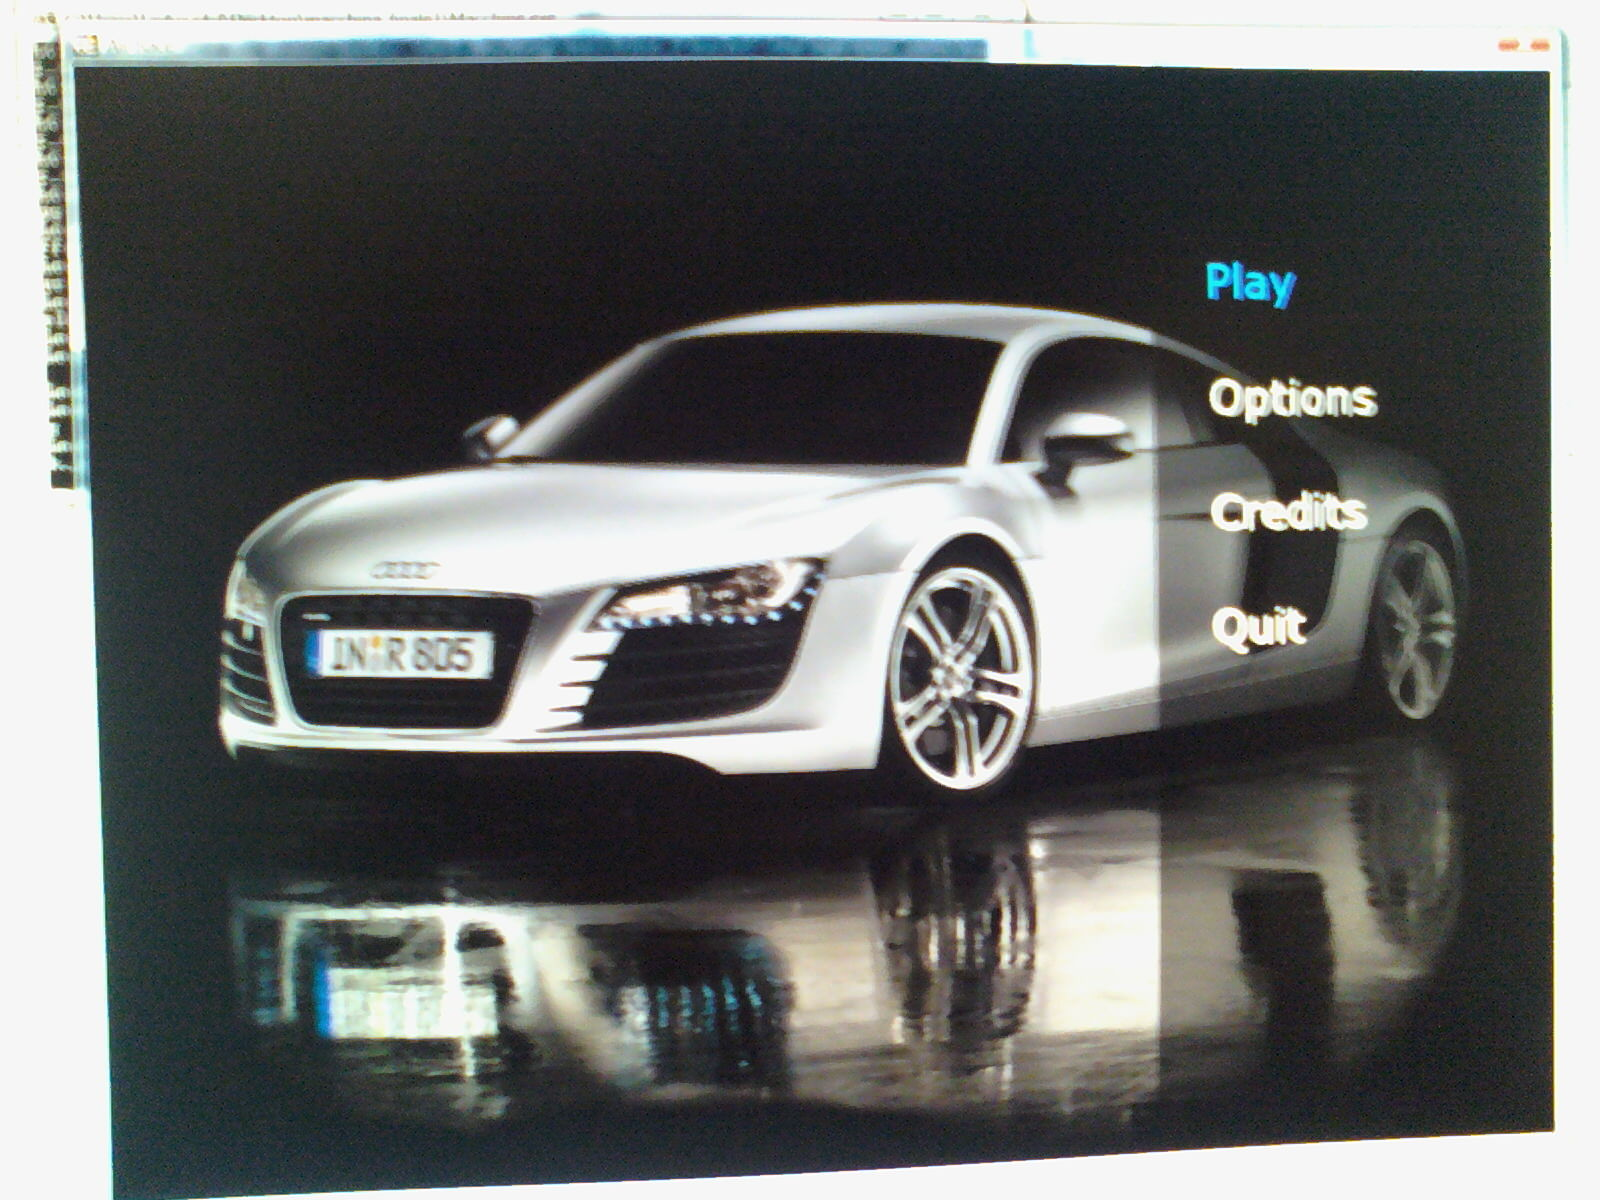 Play
Options
Credits
Quit
IN R 805